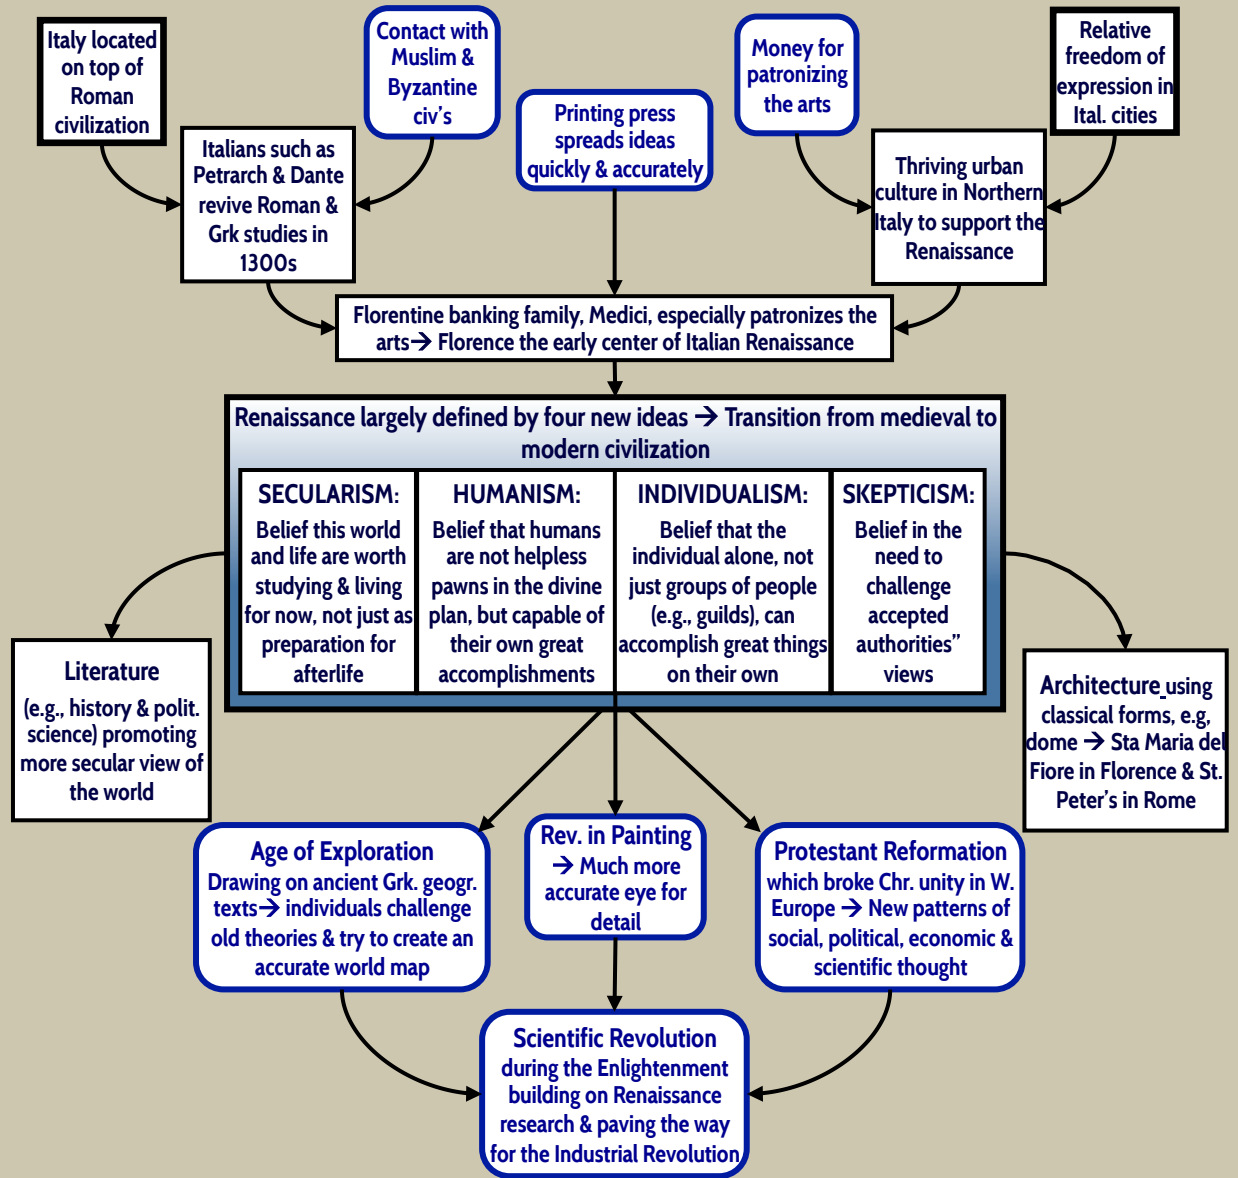 Italy located
on top of
Roman
civilization
Contact with
Muslim &
Byzantine
civ's
Printing press
spreads ideas
quickly & accurately
Money for
patronizing
the arts
Relative
freedom of
expression in
Ital. cities
Italians such as
Petrarch & Dante
revive Roman &
Grk studies in
1300s
Thriving urban
culture in Northern
Italy to support the
Renaissance
Florentine banking family, Medici, especially patronizes the
arts→ Florence the early center of Italian Renaissance
Renaissance largely defined by four new ideas → Transition from medieval to
modern civilization
SECULARISM:
Belief this world
and life are worth
studying & living
for now, not just as
preparation for
afterlife
HUMANISM:
Belief that humans
are not helpless
pawns in the divine
plan, but capable of
their own great
accomplishments
INDIVIDUALISM:
Belief that the
individual alone, not
just groups of people
(e.g., guilds), can
accomplish great things
on their own
SKEPTICISM:
Belief in the
need to
challenge
accepted
authorities”
views
Literature
(e.g., history & polit.
science) promoting
more secular view of
the world
Architecture using
classical forms, e.g,
dome → Sta Maria del
Fiore in Florence & St.
Peter's in Rome
Age of Exploration
Drawing on ancient Grk. geogr.
texts→ individuals challenge
old theories & try to create an
accurate world map
Rev. in Painting
→ Much more
accurate eye for
detail
Protestant Reformation
which broke Chr. unity in W.
Europe → New patterns of
social, political, economic &
scientific thought
Scientific Revolution
during the Enlightenment
building on Renaissance
research & paving the way
for the Industrial Revolution